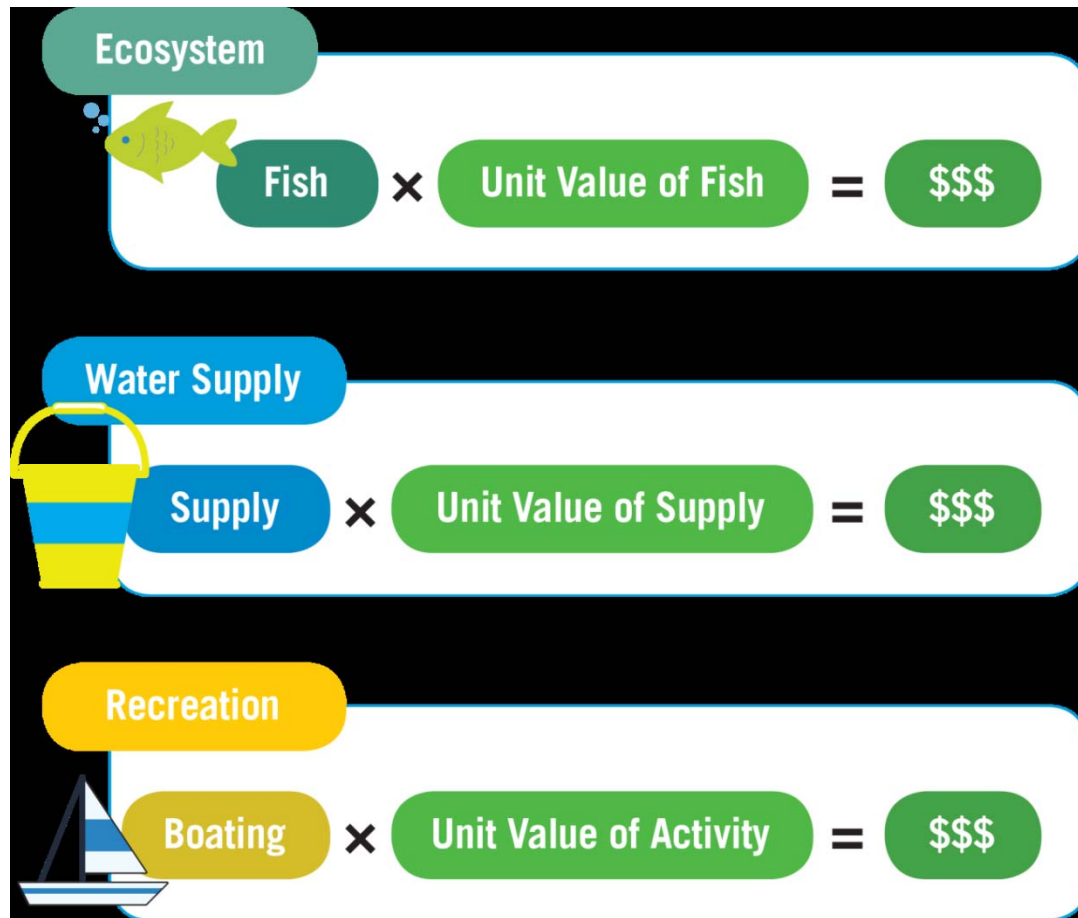 Ecosystem
Fish × Unit Value of Fish = $$$
Water Supply
Supply × Unit Value of Supply = $$$
Recreation
Boating × Unit Value of Activity = $$$